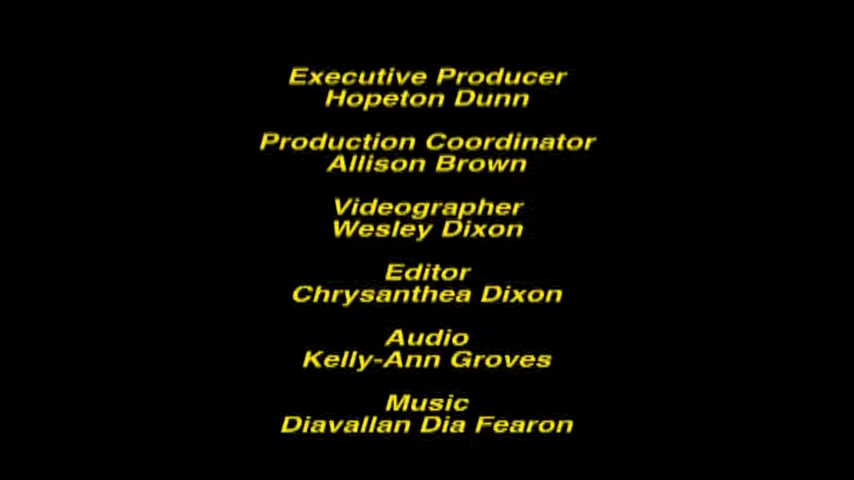 Executive Producer
Hopeton Dunn
Production Coordinator
Allison Brown
Videographer
Wesley Dixon
Editor
Chrysanthea Dixon
Audio
Kelly-Ann Groves
Music
Diavallan Dia Fearon